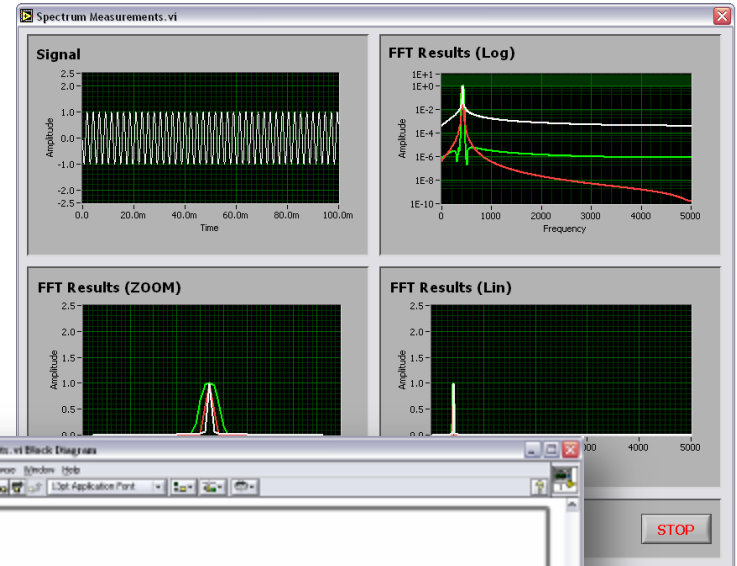 Spectrum Measurements.vi
Signal
2.5
2.0
1.0
0.0
-1.0
-2.0
-2.5
Amplitude
0.0 20.0m 40.0m 60.0m 80.0m 100.0m
Time
FFT Results (Log)
1E+1
1E+0
1E-2
1E-4
1E-6
1E-8
1E-10
Amplitude
0 1000 2000 3000 4000 5000
Frequency
FFT Results (ZOOM)
2.5
2.0
1.5
1.0
0.5
0.0
Amplitude
FFT Results (Lin)
2.5
2.0
1.5
1.0
0.5
Amplitude
4000 5000
ts.vi Block Diagram
Window Help
13pt Application Font
STOP